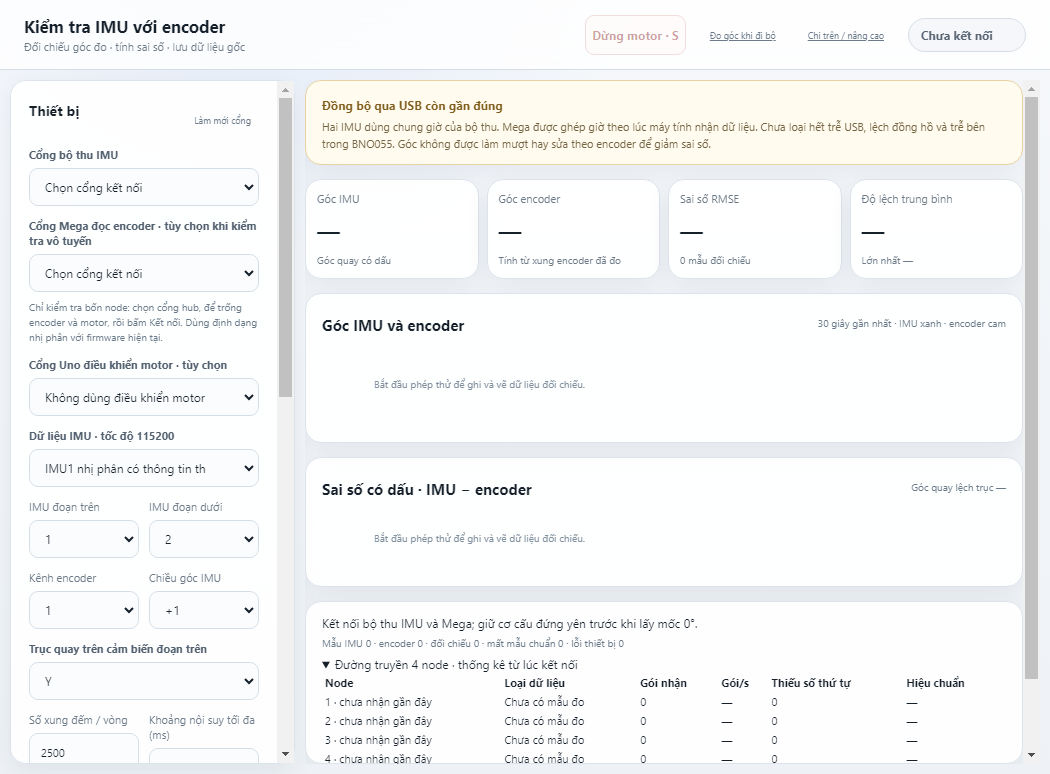 Kiểm tra IMU với encoder
Đối chiếu góc đo · tính sai số · lưu dữ liệu gốc
Dừng motor · S
Đo góc khi đi bộ
Chi trên / nâng cao
Chưa kết nối
Thiết bị
Làm mới cổng
Cổng bộ thu IMU
Chọn cổng kết nối
Cổng Mega đọc encoder · tùy chọn khi kiểm
tra vô tuyến
Chọn cổng kết nối
Chỉ kiểm tra bốn node: chọn cổng hub, để trống
encoder và motor, rồi bấm Kết nối. Dùng định dạng
nhị phân với firmware hiện tại.
Cổng Uno điều khiển motor · tùy chọn
Không dùng điều khiển motor
Dữ liệu IMU · tốc độ 115200
IMU1 nhị phân có thông tin th
IMU đoạn trên
IMU đoạn dưới
1
2
Kênh encoder
Chiều góc IMU
1
+1
Trục quay trên cảm biến đoạn trên
Y
Số xung đếm / vòng
Khoảng nội suy tối đa
(ms)
2500
Đồng bộ qua USB còn gần đúng
Hai IMU dùng chung giờ của bộ thu. Mega được ghép giờ theo lúc máy tính nhận dữ liệu. Chưa loại hết trễ USB, lệch đồng hồ và trễ bên
trong BNO055. Góc không được làm mượt hay sửa theo encoder để giảm sai số.
Góc IMU
—
Góc quay có dấu
Góc encoder
—
Tính từ xung encoder đã đo
Sai số RMSE
—
0 mẫu đối chiếu
Độ lệch trung bình
—
Lớn nhất —
Góc IMU và encoder
30 giây gần nhất · IMU xanh · encoder cam
Bắt đầu phép thử để ghi và vẽ dữ liệu đối chiếu.
Sai số có dấu · IMU − encoder
Góc quay lệch trục —
Bắt đầu phép thử để ghi và vẽ dữ liệu đối chiếu.
Kết nối bộ thu IMU và Mega; giữ cơ cấu đứng yên trước khi lấy mốc 0°.
Mẫu IMU 0 · encoder 0 · đối chiếu 0 · mất mẫu chuẩn 0 · lỗi thiết bị 0
▼ Đường truyền 4 node · thống kê từ lúc kết nối
Node Loại dữ liệu Gói nhận Gói/s Thiếu số thứ tự Hiệu chuẩn
1 · chưa nhận gần đây Chưa có mẫu đo 0 — 0 —
2 · chưa nhận gần đây Chưa có mẫu đo 0 — 0 —
3 · chưa nhận gần đây Chưa có mẫu đo 0 — 0 —
4 · chưa nhận gần đây Chưa có mẫu đo 0 — 0 —